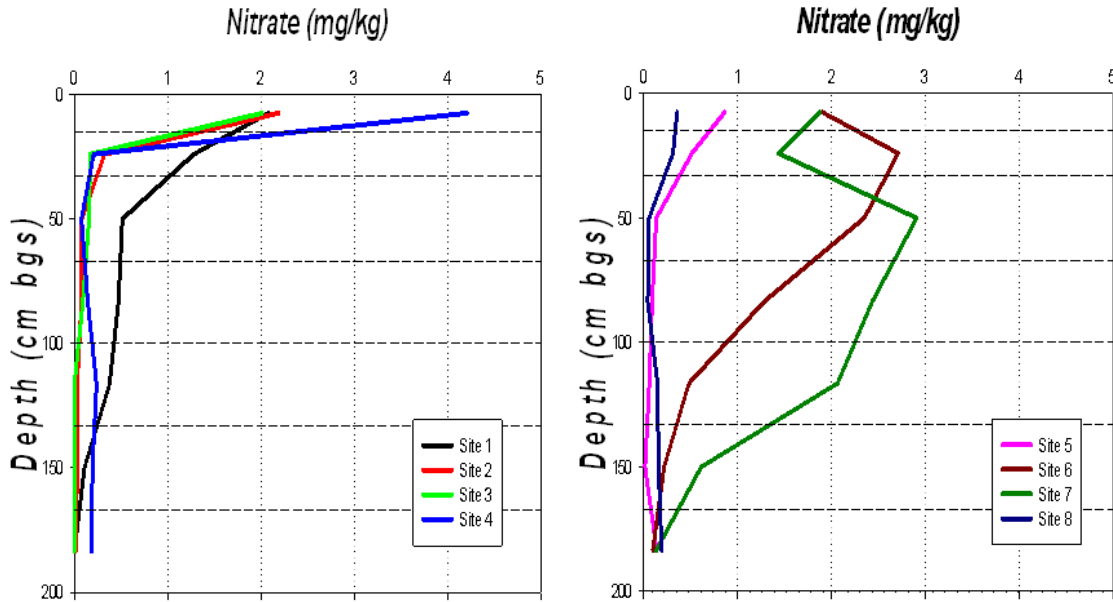 Nitrate (mg/kg)
0 1 2 3 4 5
0
50
100
150
200
Depth (cm bgs)
Site 1
Site 2
Site 3
Site 4
Nitrate (mg/kg)
0 1 2 3 4 5
0
50
100
150
200
Depth (cm bgs)
Site 5
Site 6
Site 7
Site 8